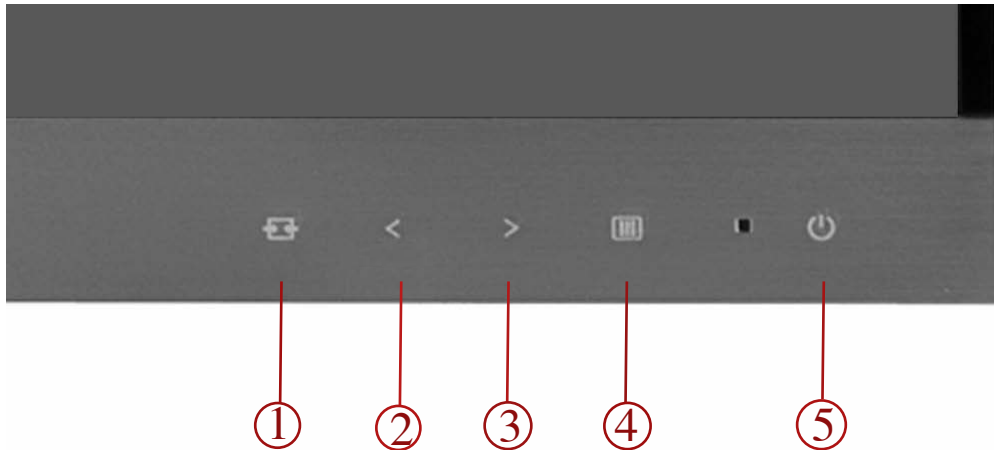 < >
① ② ③ ④ ⑤